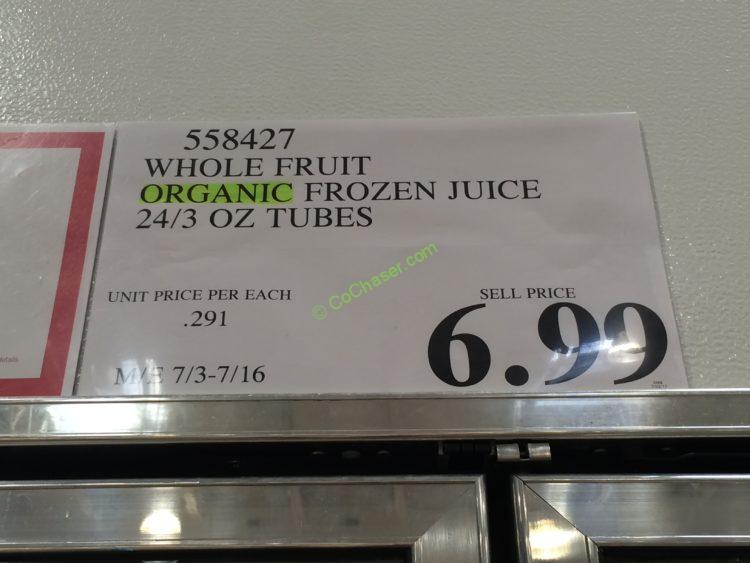 558427
WHOLE FRUIT
ORGANIC FROZEN JUICE
24/3 OZ TUBES
© CoChaser.com
UNIT PRICE PER EACH
.291
SELL PRICE
6.99
M/E 7/3-7/16
details